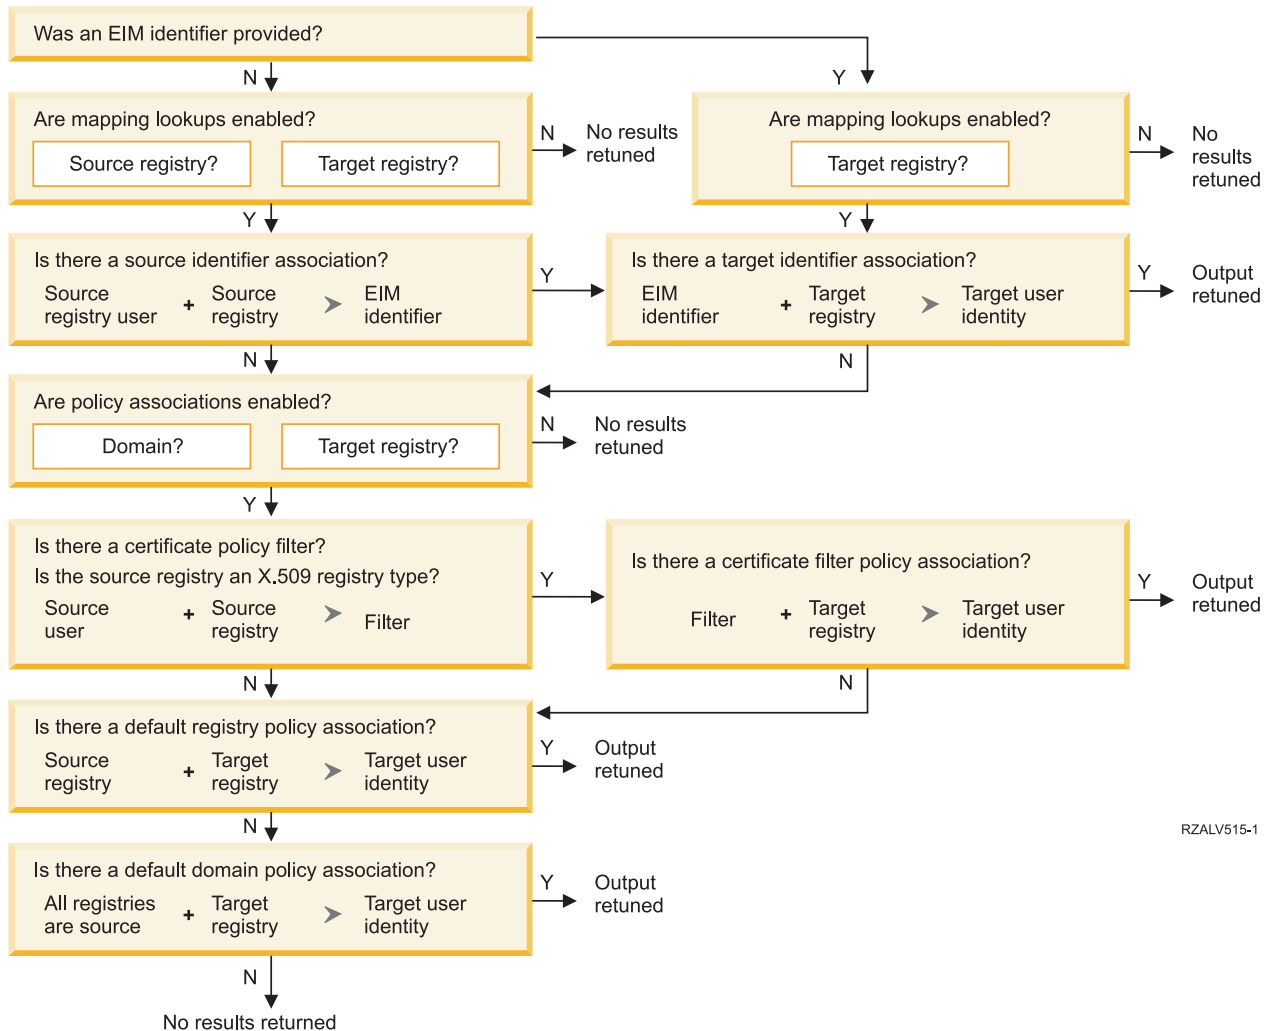 Was an EIM identifier provided?
N
Y
Are mapping lookups enabled?
Source registry?
Target registry?
N
No results
retuned
Are mapping lookups enabled?
Target registry?
N
No
results
retuned
Y
Y
Is there a source identifier association?
Source
registry user
+
Source
registry
EIM
identifier
Y
Is there a target identifier association?
EIM
identifier
+
Target
registry
Target user
identity
Y
Output
retuned
N
N
Are policy associations enabled?
Domain?
Target registry?
N
No results
retuned
Y
Is there a certificate policy filter?
Is the source registry an X.509 registry type?
Source
user
+
Source
registry
Filter
Y
Is there a certificate filter policy association?
Filter
+
Target
registry
Target user
identity
Y
Output
retuned
N
N
Is there a default registry policy association?
Source
registry
+
Target
registry
Target user
identity
Y
Output
retuned
N
RZALV515-1
Is there a default domain policy association?
All registries
are source
+
Target
registry
Target user
identity
Y
Output
retuned
N
No results returned